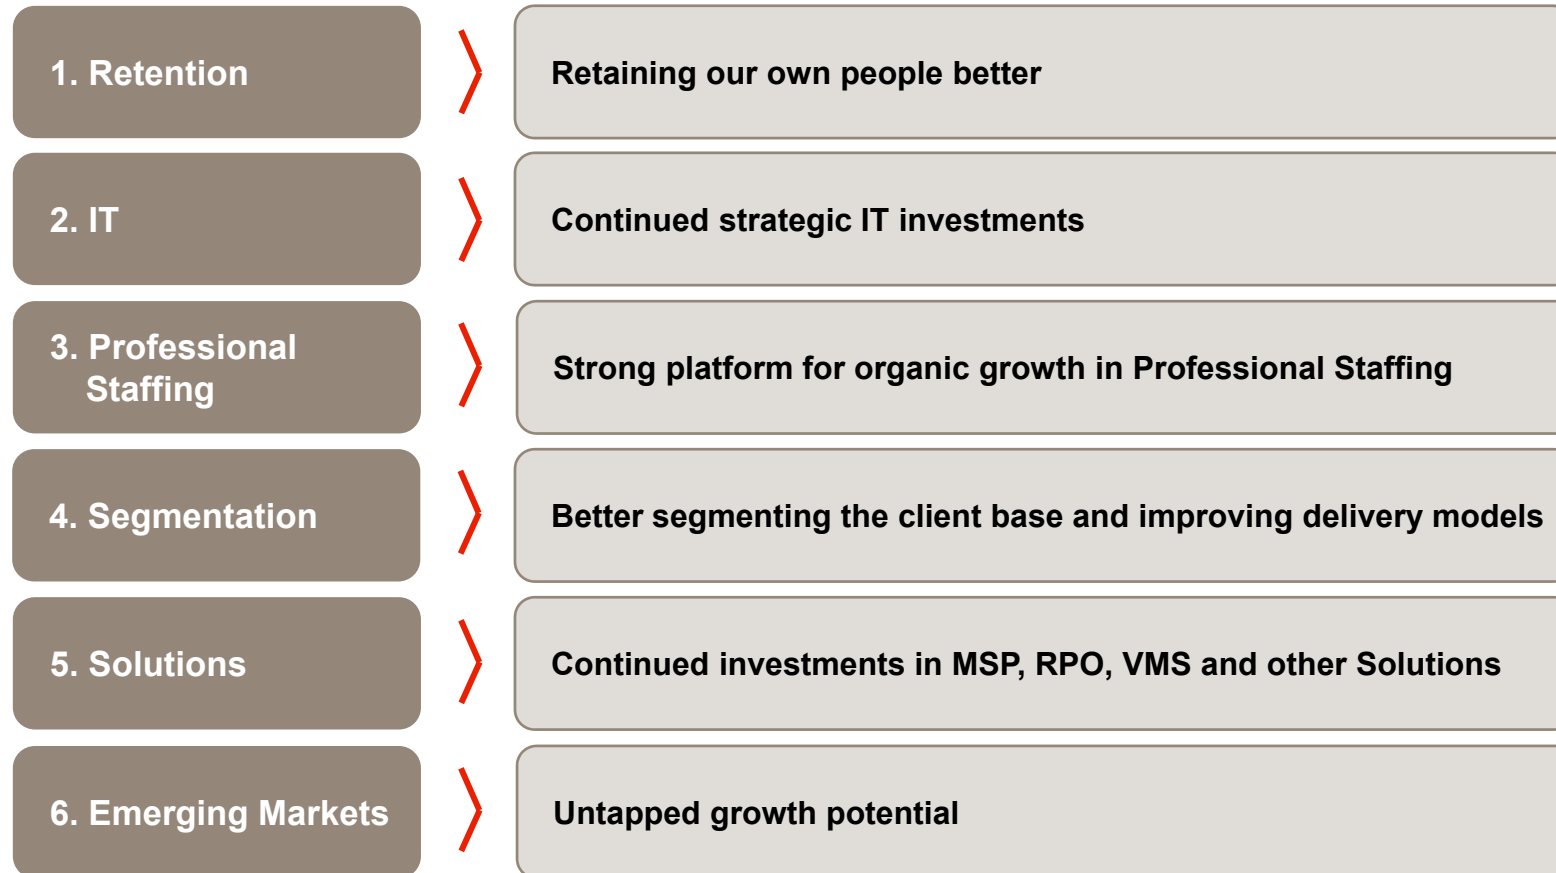 1. Retention
Retaining our own people better
2. IT
Continued strategic IT investments
3. Professional
Staffing
Strong platform for organic growth in Professional Staffing
4. Segmentation
Better segmenting the client base and improving delivery models
5. Solutions
Continued investments in MSP, RPO, VMS and other Solutions
6. Emerging Markets
Untapped growth potential